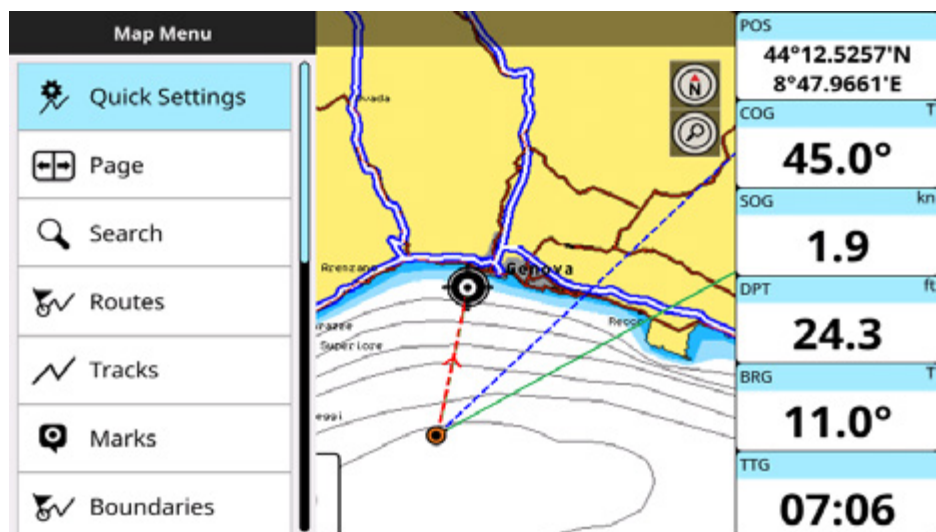 Map Menu
Quick Settings
Page
Search
Routes
Tracks
Marks
Boundaries
N
Ovada
Arenzano
Genova
Recco
Superiore
POS
44°12.5257'N
8°47.9661'E
COG T
45.0°
SOG kn
1.9
DPT ft
24.3
BRG T
11.0°
TTG
07:06